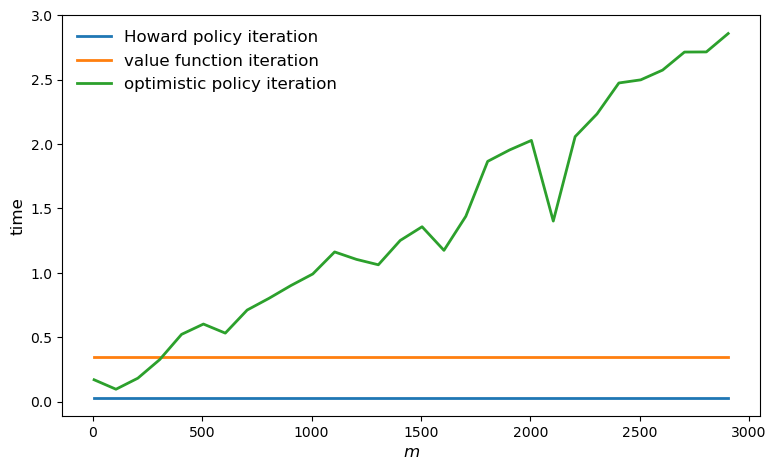 Howard policy iteration
value function iteration
optimistic policy iteration
time
3.0
2.5
2.0
1.5
1.0
0.5
0.0
0 500 1000 1500 2000 2500 3000
m